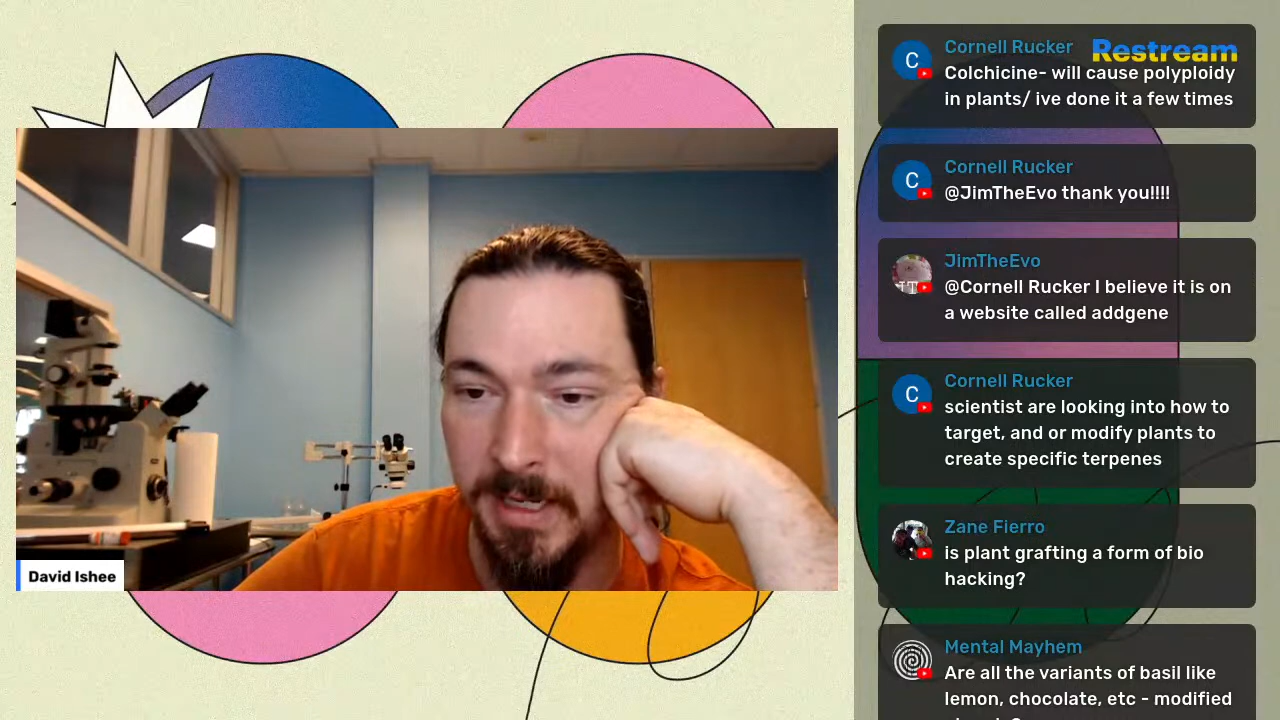 Restream
Cornell Rucker
Colchicine- will cause polyploidy
in plants/ ive done it a few times
Cornell Rucker
@JimTheEvo thank you!!!!
JimTheEvo
@Cornell Rucker I believe it is on
a website called addgene
Cornell Rucker
scientist are looking into how to
target, and or modify plants to
create specific terpenes
Zane Fierro
is plant grafting a form of bio
hacking?
Mental Mayhem
Are all the variants of basil like
lemon, chocolate, etc - modified
David Ishee